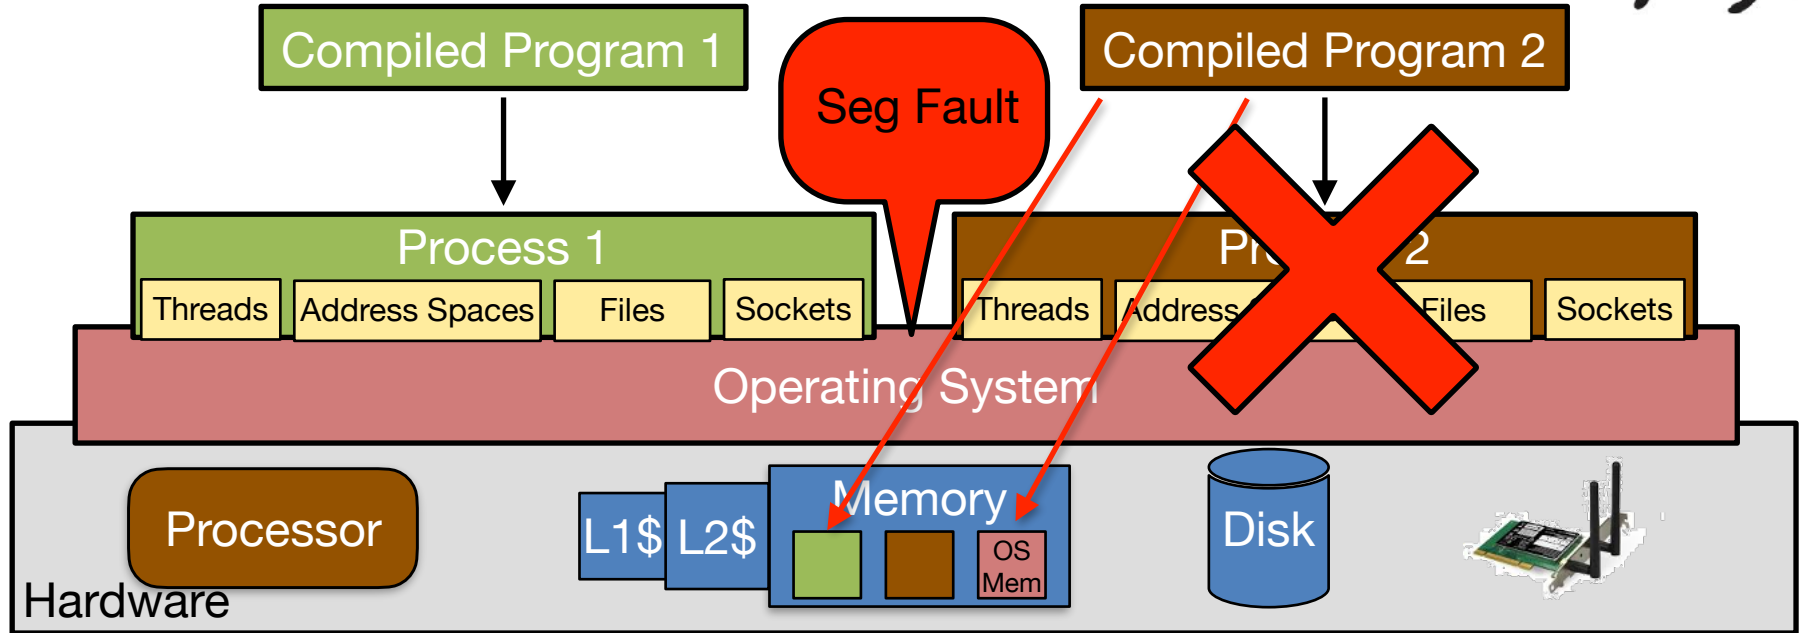 Compiled Program 1
Compiled Program 2
Seg Fault
Process 1
2
Threads
Address Spaces
Files
Sockets
Threads
Address
Files
Sockets
Operating System
Processor
L1$
L2$
Memory
OS
Mem
Disk
Hardware